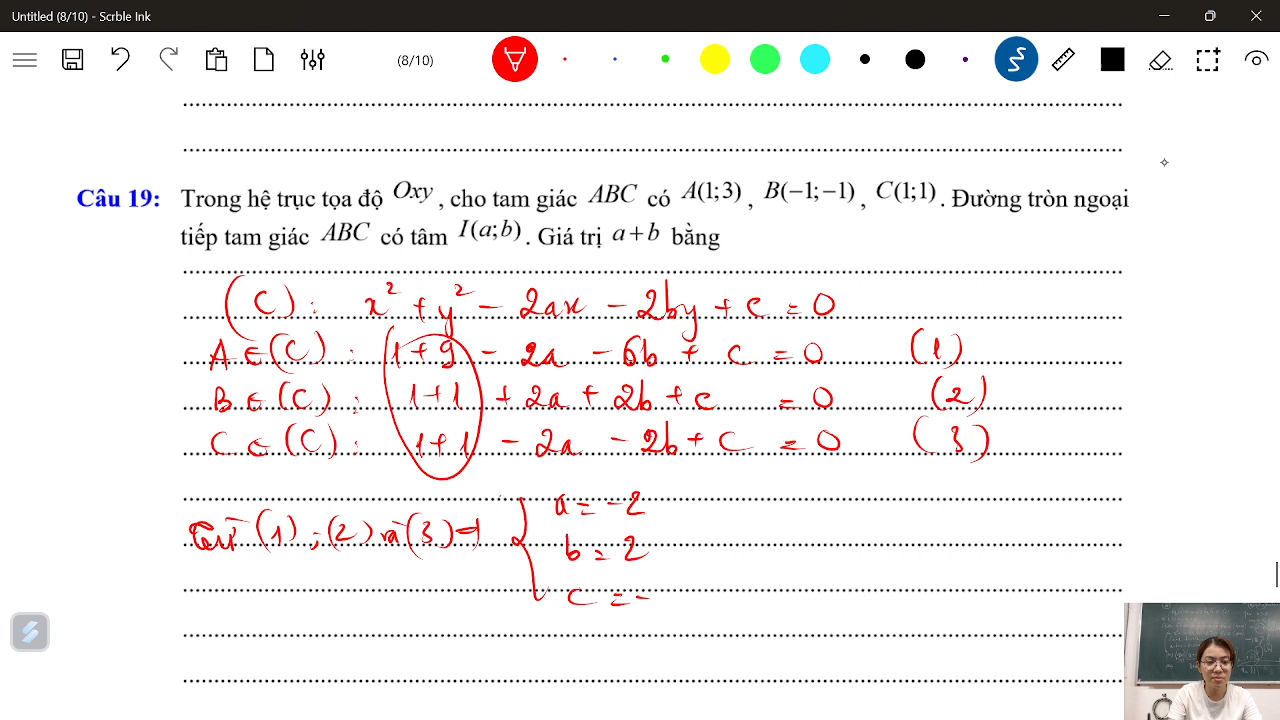 Untitled (8/10) - Scrble Ink
(8/10)
Câu 19: Trong hệ trục tọa độ Oxy, cho tam giác ABC có A(1;3), B(−1;−1), C(1;1). Đường tròn ngoại
tiếp tam giác ABC có tâm I(a;b). Giá trị a+b bằng
(C): x² + y² − 2ax − 2by + c = 0
A ∈ (C): 1+9 − 2a − 6b + c = 0 (1)
B ∈ (C): 1+1 + 2a + 2b + c = 0 (2)
C ∈ (C): 1+1 − 2a − 2b + c = 0 (3)
a = −2
Từ (1); (2) và (3) ⇒ { b = 2
c = −